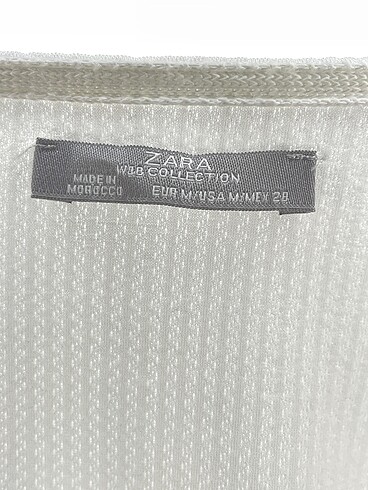 ZARA
W&B COLLECTION
MADE IN
MOROCCO
EUR M/USA M/MEX 28